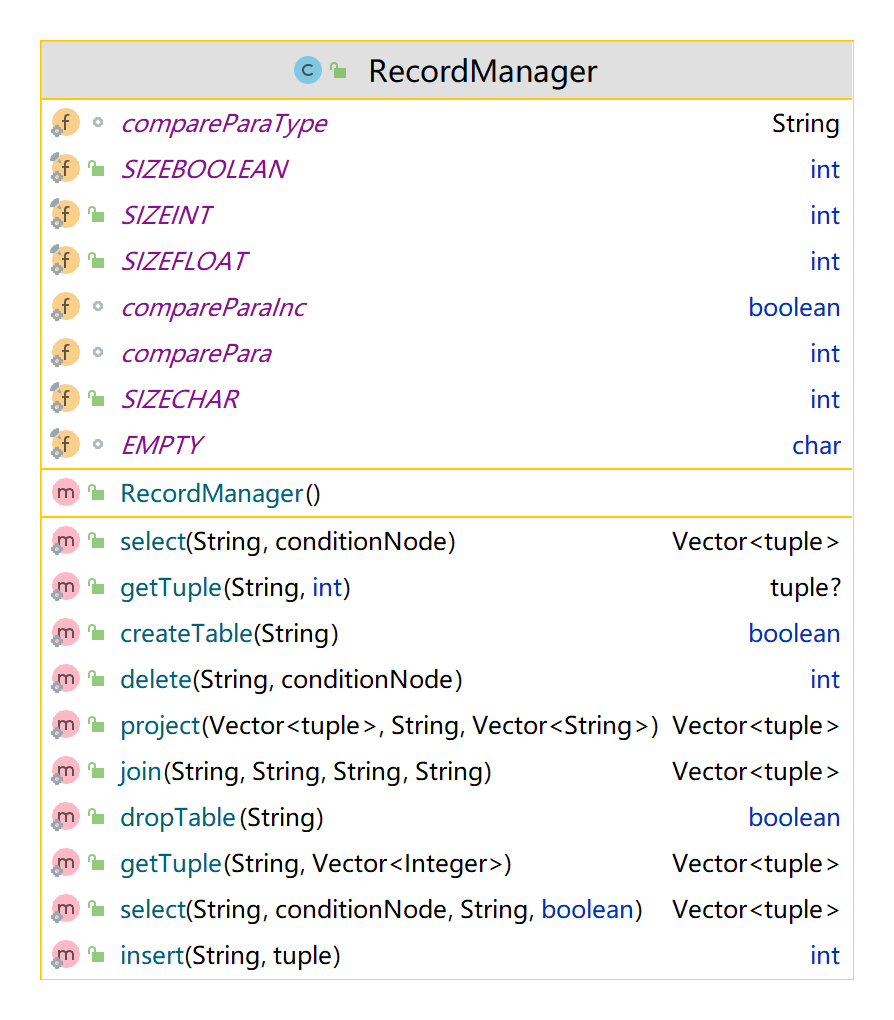 C RecordManager
f compareParaType String
f SIZEBOOLEAN int
f SIZEINT int
f SIZEFLOAT int
f compareParaInc boolean
f comparePara int
f SIZECHAR int
f EMPTY char
m RecordManager()
m select(String, conditionNode) Vector<tuple>
m getTuple(String, int) tuple?
m createTable(String) boolean
m delete(String, conditionNode) int
m project(Vector<tuple>, String, Vector<String>) Vector<tuple>
m join(String, String, String, String) Vector<tuple>
m dropTable(String) boolean
m getTuple(String, Vector<Integer>) Vector<tuple>
m select(String, conditionNode, String, boolean) Vector<tuple>
m insert(String, tuple) int